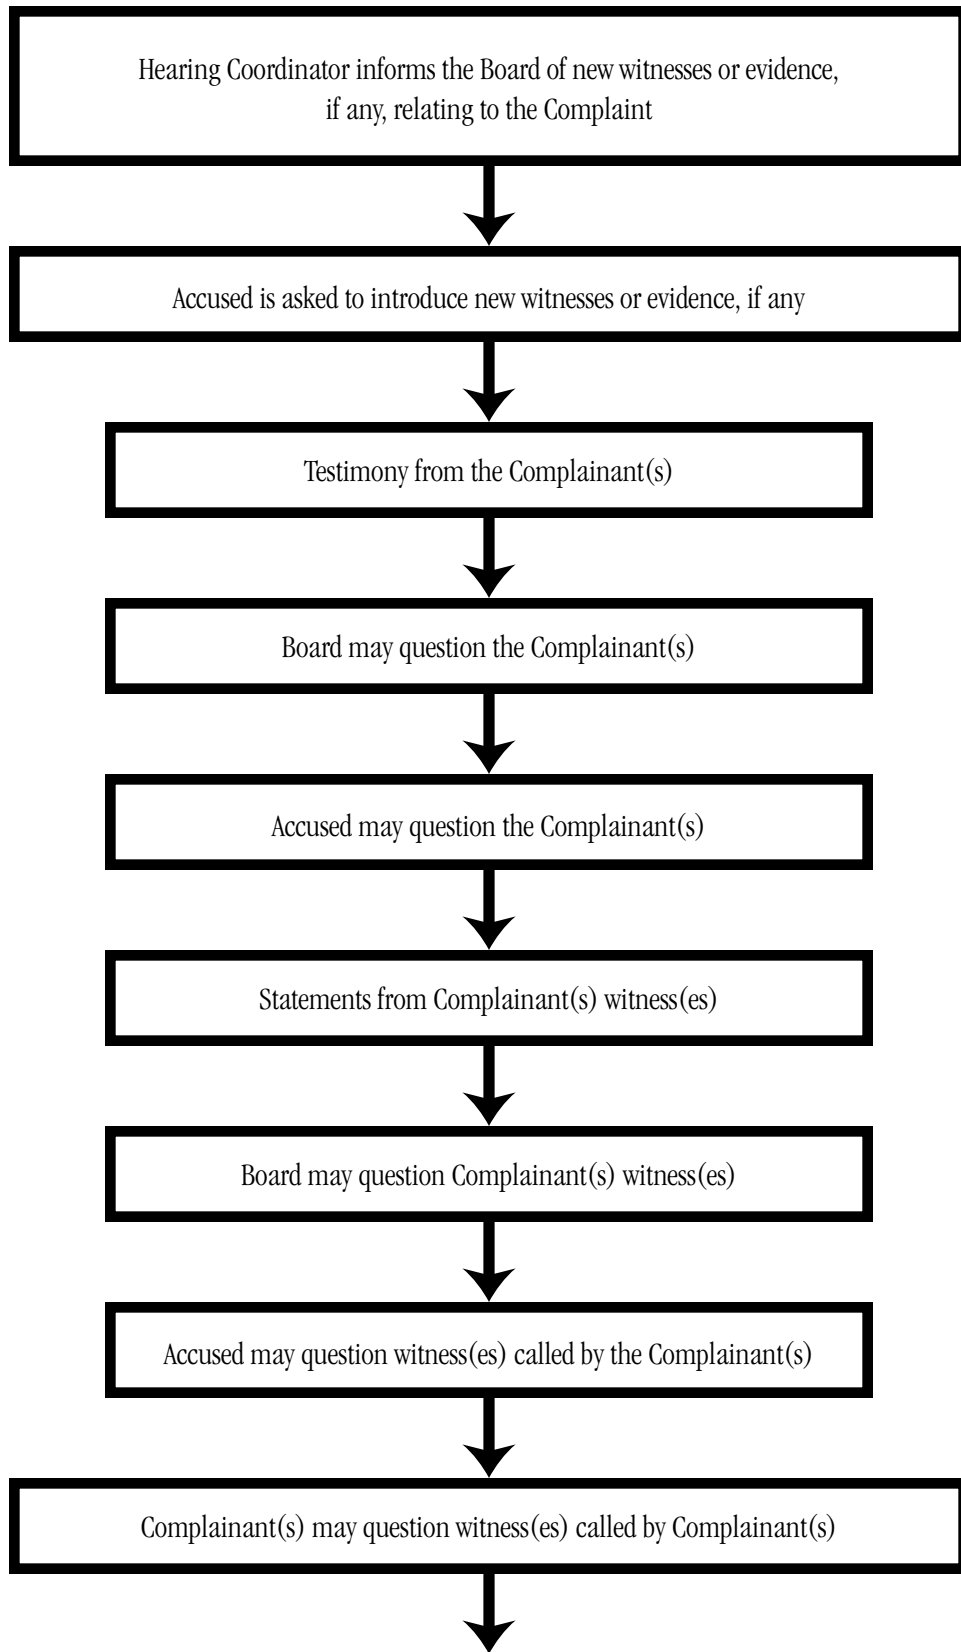 Hearing Coordinator informs the Board of new witnesses or evidence,
if any, relating to the Complaint
Accused is asked to introduce new witnesses or evidence, if any
Testimony from the Complainant(s)
Board may question the Complainant(s)
Accused may question the Complainant(s)
Statements from Complainant(s) witness(es)
Board may question Complainant(s) witness(es)
Accused may question witness(es) called by the Complainant(s)
Complainant(s) may question witness(es) called by Complainant(s)